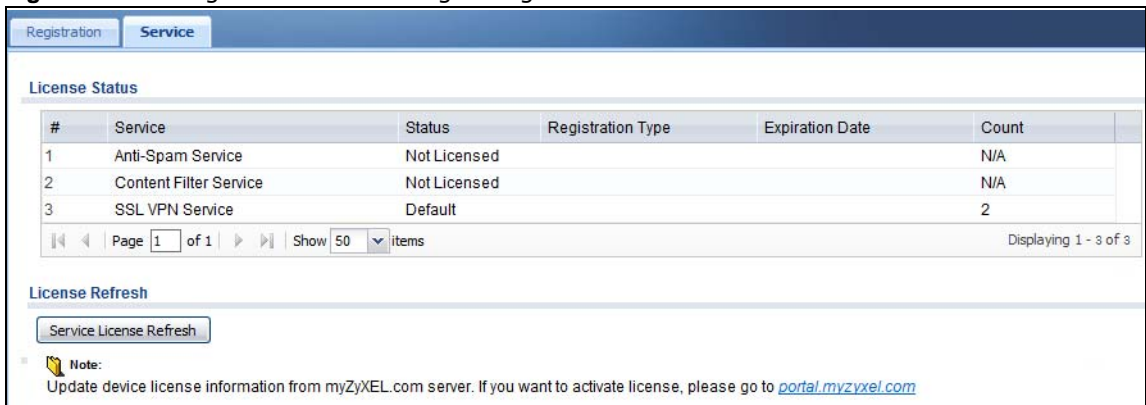 Registration Service
License Status
# Service Status Registration Type Expiration Date Count
1 Anti-Spam Service Not Licensed N/A
2 Content Filter Service Not Licensed N/A
3 SSL VPN Service Default 2
Page 1 of 1 Show 50 items Displaying 1 - 3 of 3
License Refresh
Service License Refresh
Note:
Update device license information from myZyXEL.com server. If you want to activate license, please go to portal.myzyxel.com